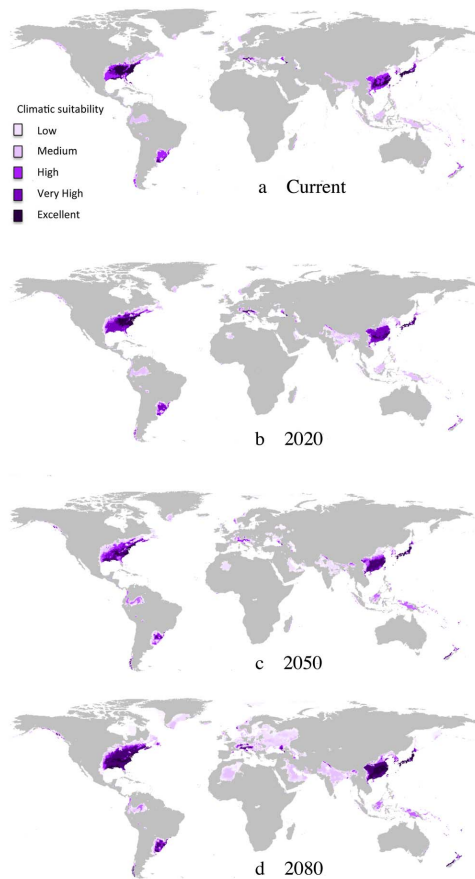 Climatic suitability
Low
Medium
High
Very High
Excellent
a Current
b 2020
c 2050
d 2080